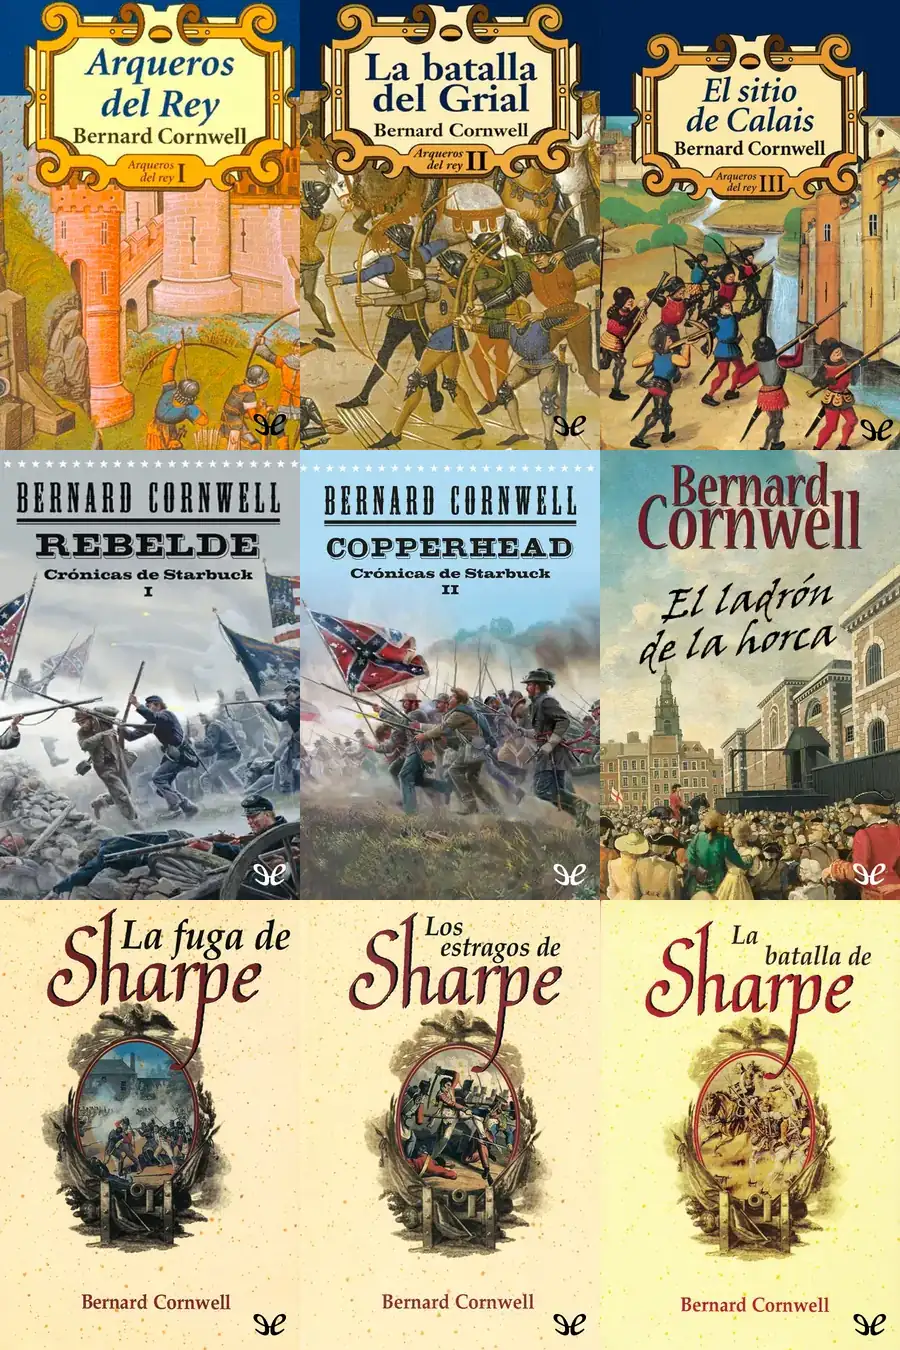 Arqueros
del Rey
Bernard Cornwell
Arqueros
del rey I
La batalla
del Grial
Bernard Cornwell
Arqueros
del rey II
El sitio
de Calais
Bernard Cornwell
Arqueros
del rey III
BERNARD CORNWELL
REBELDE
Crónicas de Starbuck
I
BERNARD CORNWELL
COPPERHEAD
Crónicas de Starbuck
II
Bernard
Cornwell
El ladrón
de la horca
La fuga de
Sharpe
Bernard Cornwell
Los
estragos de
Sharpe
Bernard Cornwell
La
batalla de
Sharpe
Bernard Cornwell